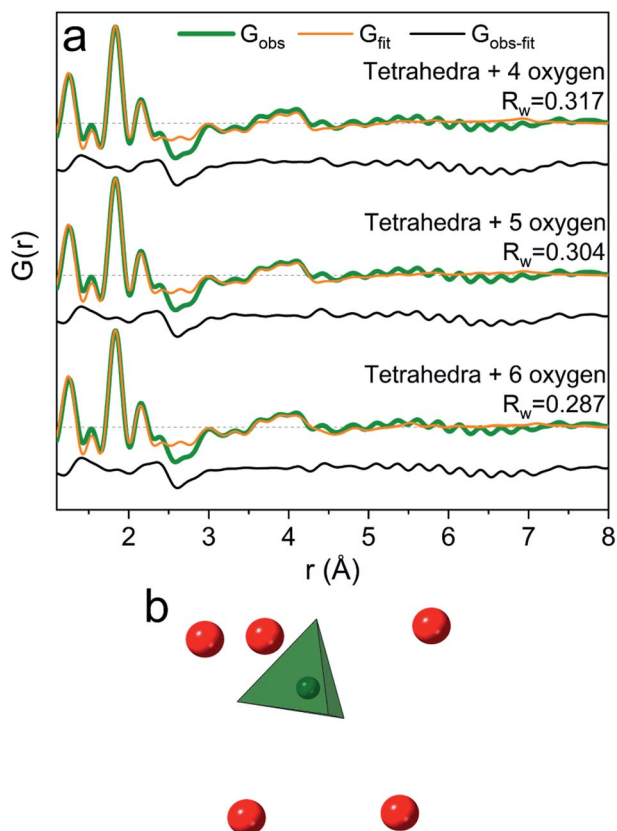 a
G_obs G_fit G_obs-fit
Tetrahedra + 4 oxygen
R_w=0.317
Tetrahedra + 5 oxygen
R_w=0.304
Tetrahedra + 6 oxygen
R_w=0.287
G(r)
2 3 4 5 6 7 8
r (Å)
b